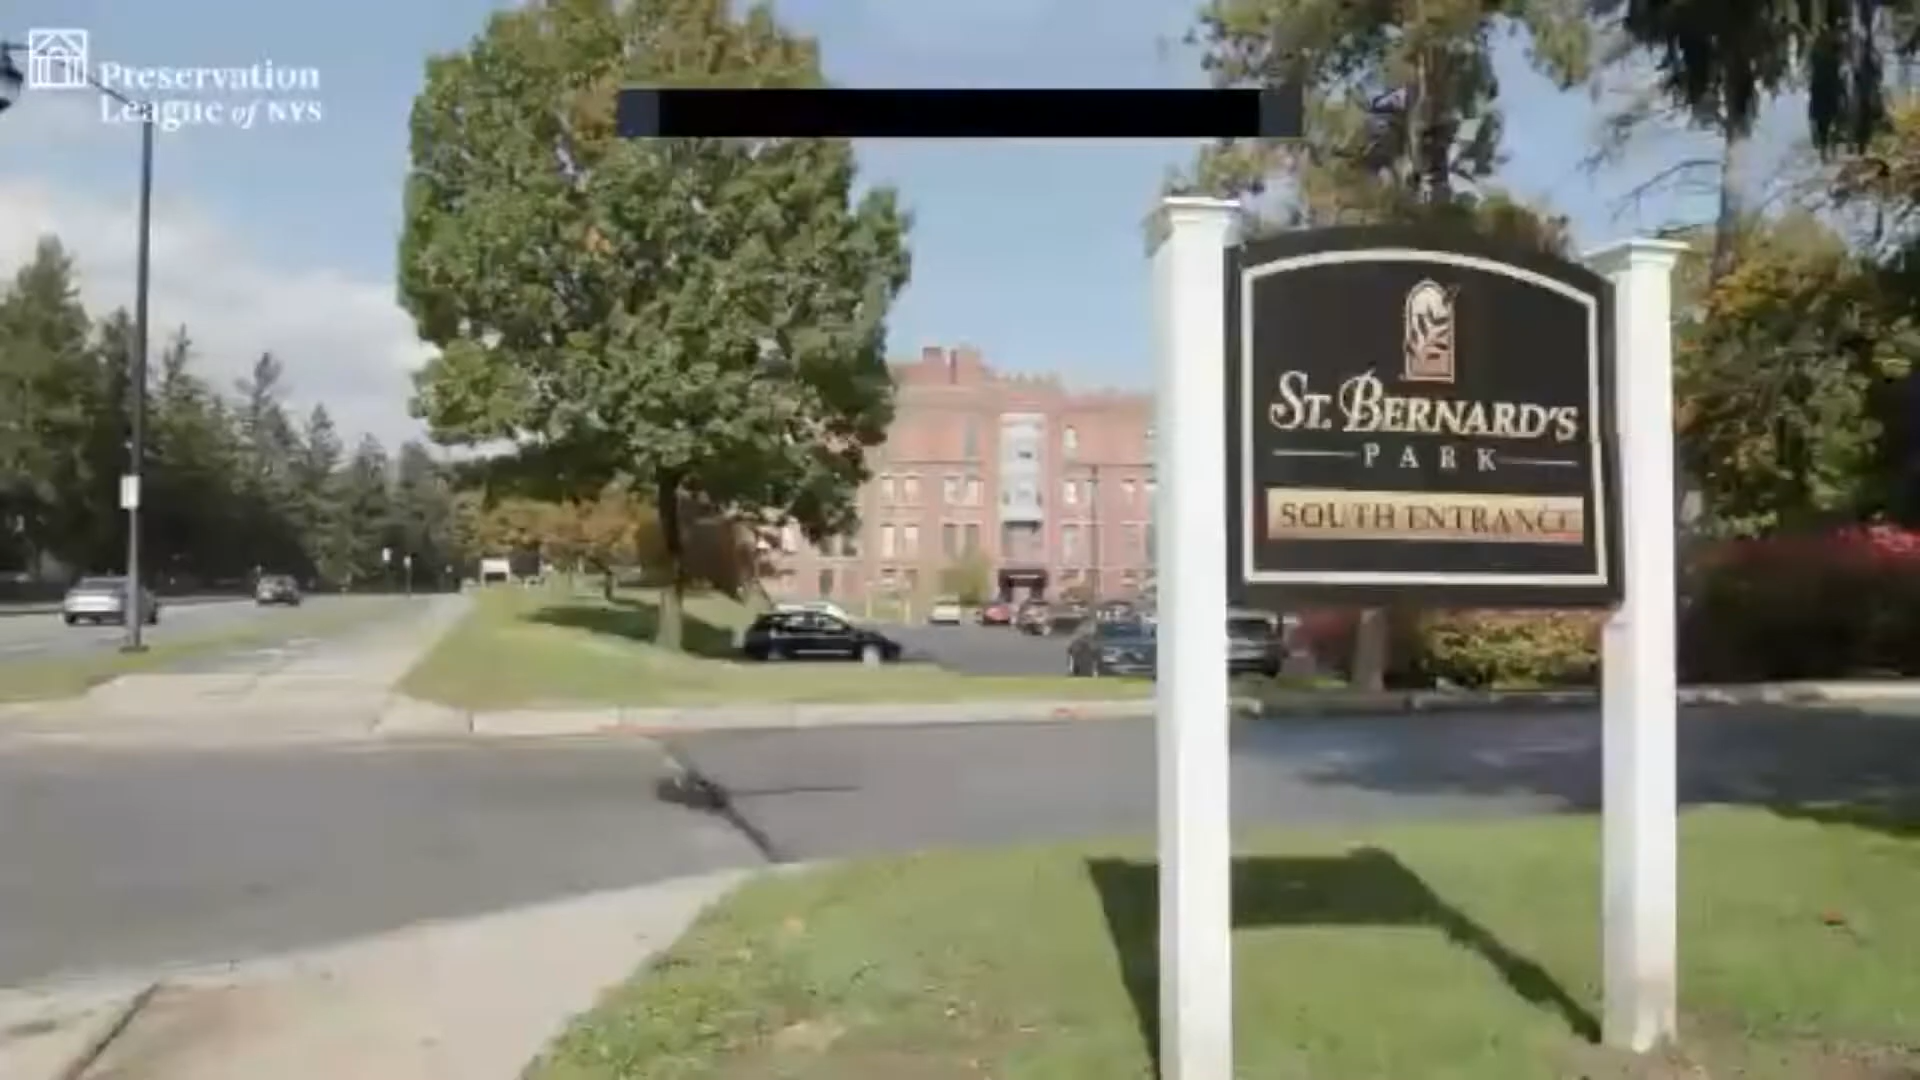 Preservation
League of NYS
ST. BERNARD'S
PARK
SOUTH ENTRANCE